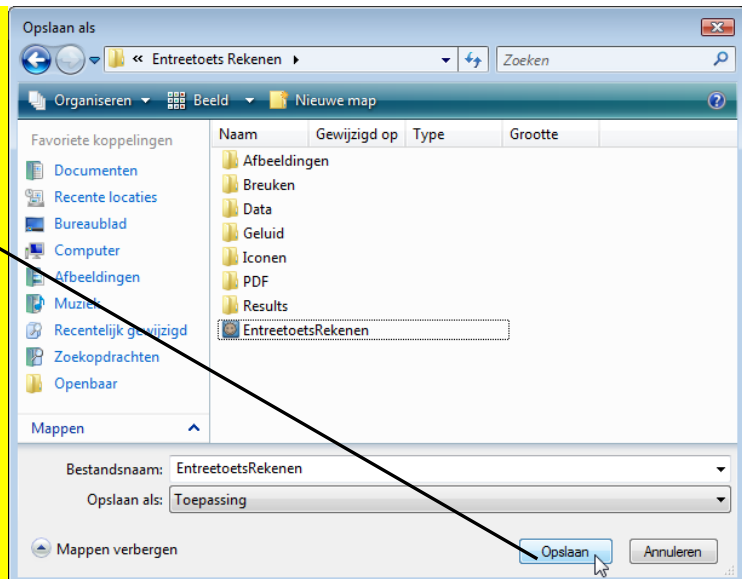 Opslaan als
« Entreetoets Rekenen
Zoeken
Organiseren Beeld Nieuwe map
Favoriete koppelingen
Documenten
Recente locaties
Bureaublad
Computer
Afbeeldingen
Muziek
Recentelijk gewijzigd
Zoekopdrachten
Openbaar
Mappen
Naam Gewijzigd op Type Grootte
Afbeeldingen
Breuken
Data
Geluid
Iconen
PDF
Results
EntreetoetsRekenen
Bestandsnaam: EntreetoetsRekenen
Opslaan als: Toepassing
Mappen verbergen
Opslaan Annuleren